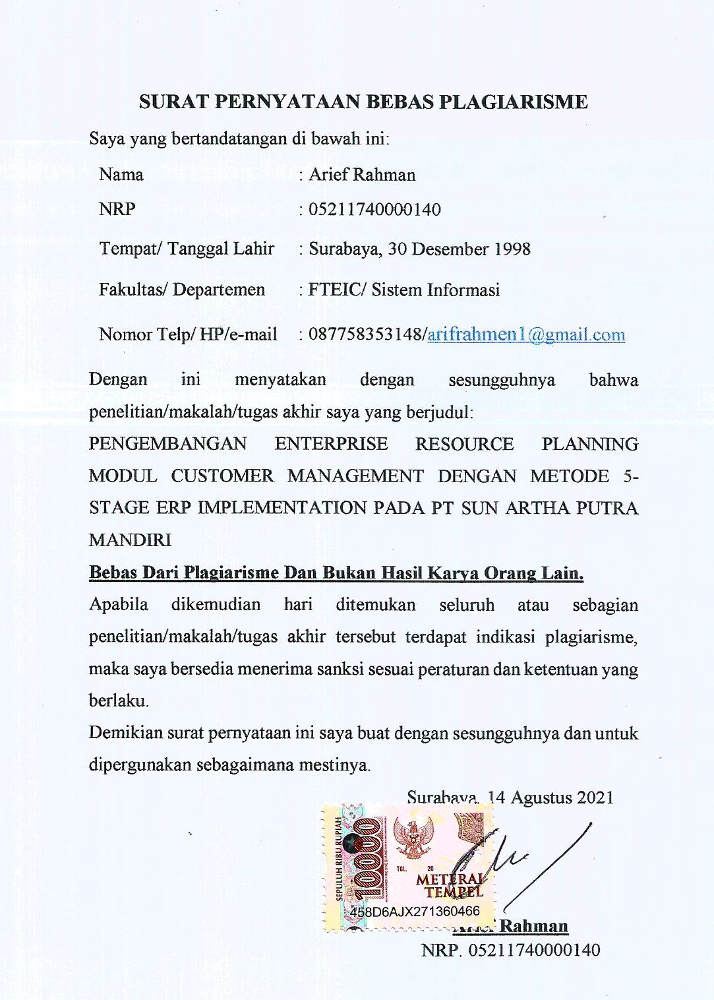 SURAT PERNYATAAN BEBAS PLAGIARISME
Saya yang bertandatangan di bawah ini:
Nama : Arief Rahman
NRP : 05211740000140
Tempat/ Tanggal Lahir : Surabaya, 30 Desember 1998
Fakultas/ Departemen : FTEIC/ Sistem Informasi
Nomor Telp/ HP/e-mail : 087758353148/arifrahmen1@gmail.com
Dengan ini menyatakan dengan sesungguhnya bahwa
penelitian/makalah/tugas akhir saya yang berjudul:
PENGEMBANGAN ENTERPRISE RESOURCE PLANNING
MODUL CUSTOMER MANAGEMENT DENGAN METODE 5-
STAGE ERP IMPLEMENTATION PADA PT SUN ARTHA PUTRA
MANDIRI
Bebas Dari Plagiarisme Dan Bukan Hasil Karya Orang Lain.
Apabila dikemudian hari ditemukan seluruh atau sebagian
penelitian/makalah/tugas akhir tersebut terdapat indikasi plagiarisme,
maka saya bersedia menerima sanksi sesuai peraturan dan ketentuan yang
berlaku.
Demikian surat pernyataan ini saya buat dengan sesungguhnya dan untuk
dipergunakan sebagaimana mestinya.
Surabaya, 14 Agustus 2021
SEPULUH RIBU RUPIAH
10000
TGL. 20
METERAI
TEMPEL
458D6AJX271360466
Rahman
NRP. 05211740000140